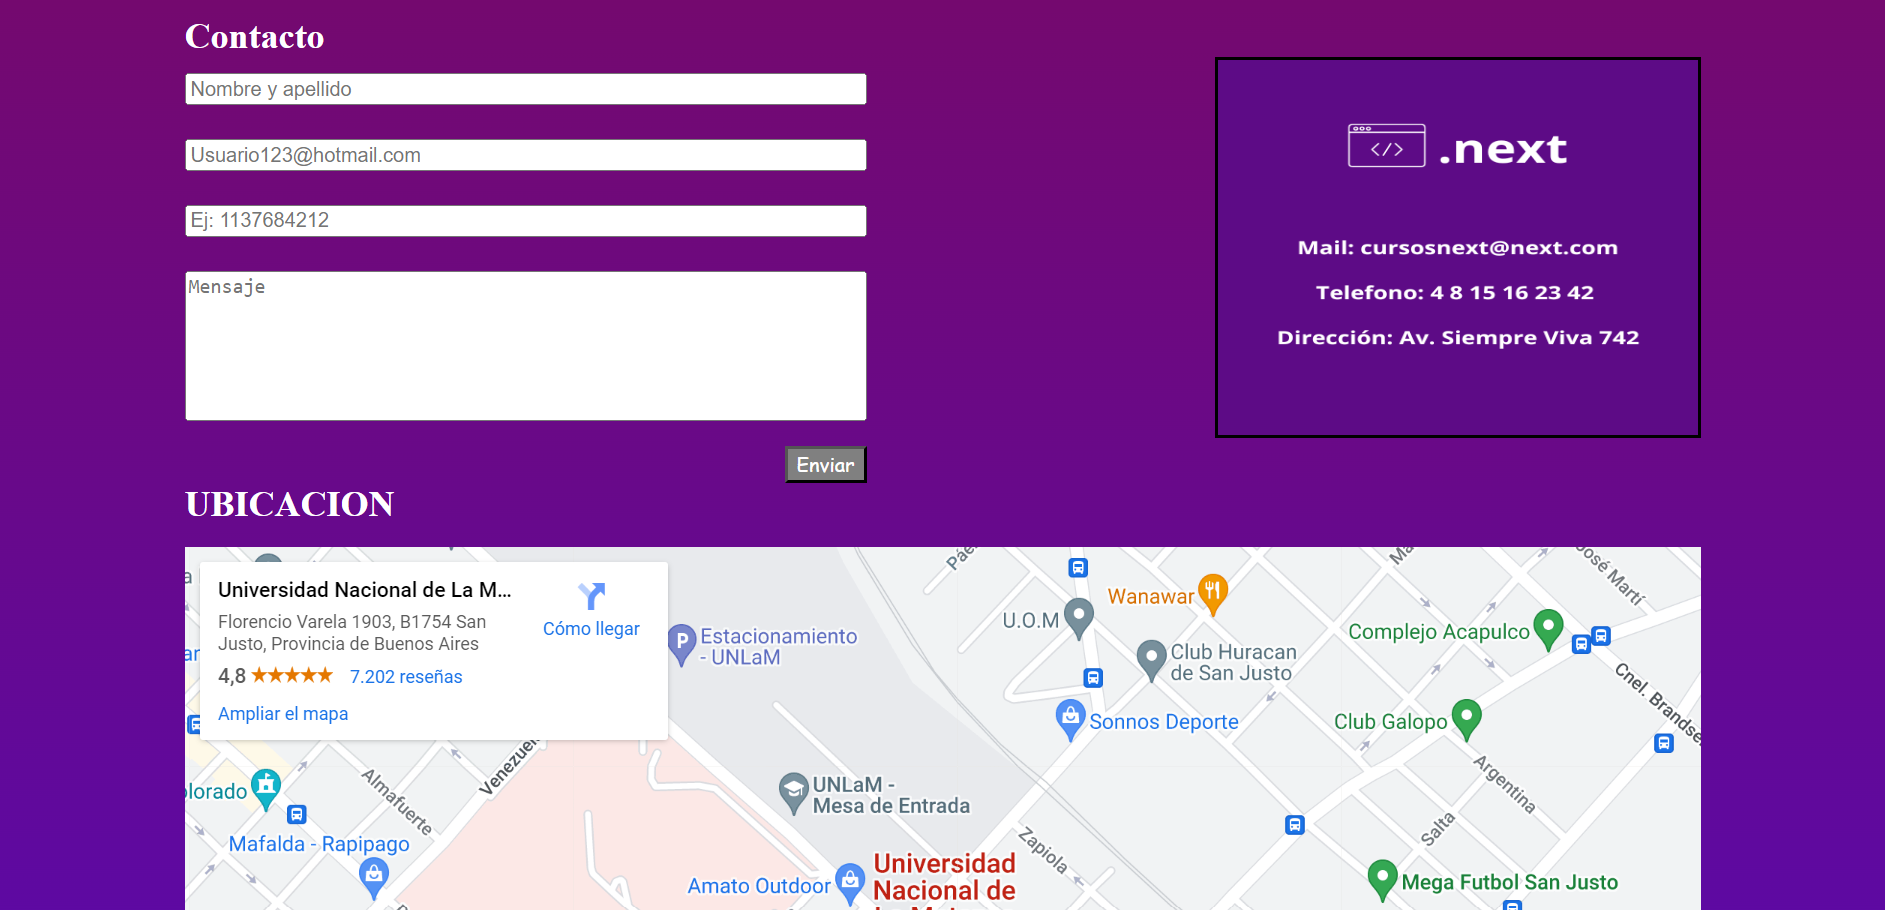 Contacto
Nombre y apellido
Usuario123@hotmail.com
Ej: 1137684212
Mensaje
Enviar
</> .next
Mail: cursosnext@next.com
Telefono: 4 8 15 16 23 42
Dirección: Av. Siempre Viva 742
UBICACION
Universidad Nacional de La M...
Florencio Varela 1903, B1754 San
Justo, Provincia de Buenos Aires
4,8
7.202 reseñas
Ampliar el mapa
Cómo llegar
P
Estacionamiento
- UNLaM
U.O.M
Wanawar
Club Huracan
de San Justo
Complejo Acapulco
José Martí
Cnel. Brandse
Sonnos Deporte
Club Galopo
Venezuel
Almafuerte
olorado
Mafalda - Rapipago
UNLaM -
Mesa de Entrada
Argentina
Salta
Zapiola
Amato Outdoor
Universidad
Nacional de
Mega Futbol San Justo